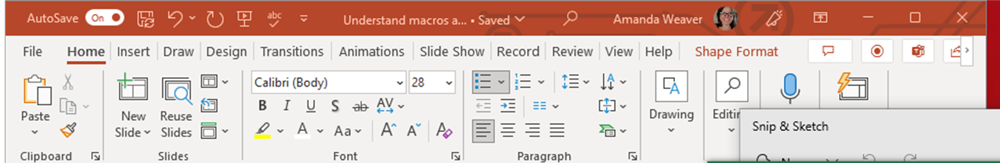 AutoSave On abc Understand macros a... • Saved Amanda Weaver
File Home Insert Draw Design Transitions Animations Slide Show Record Review View Help Shape Format
Calibri (Body) 28
B I U S ab AV
Paste New Slide Reuse Slides Aa A A A Drawing
Clipboard Slides Font Paragraph
Snip & Sketch